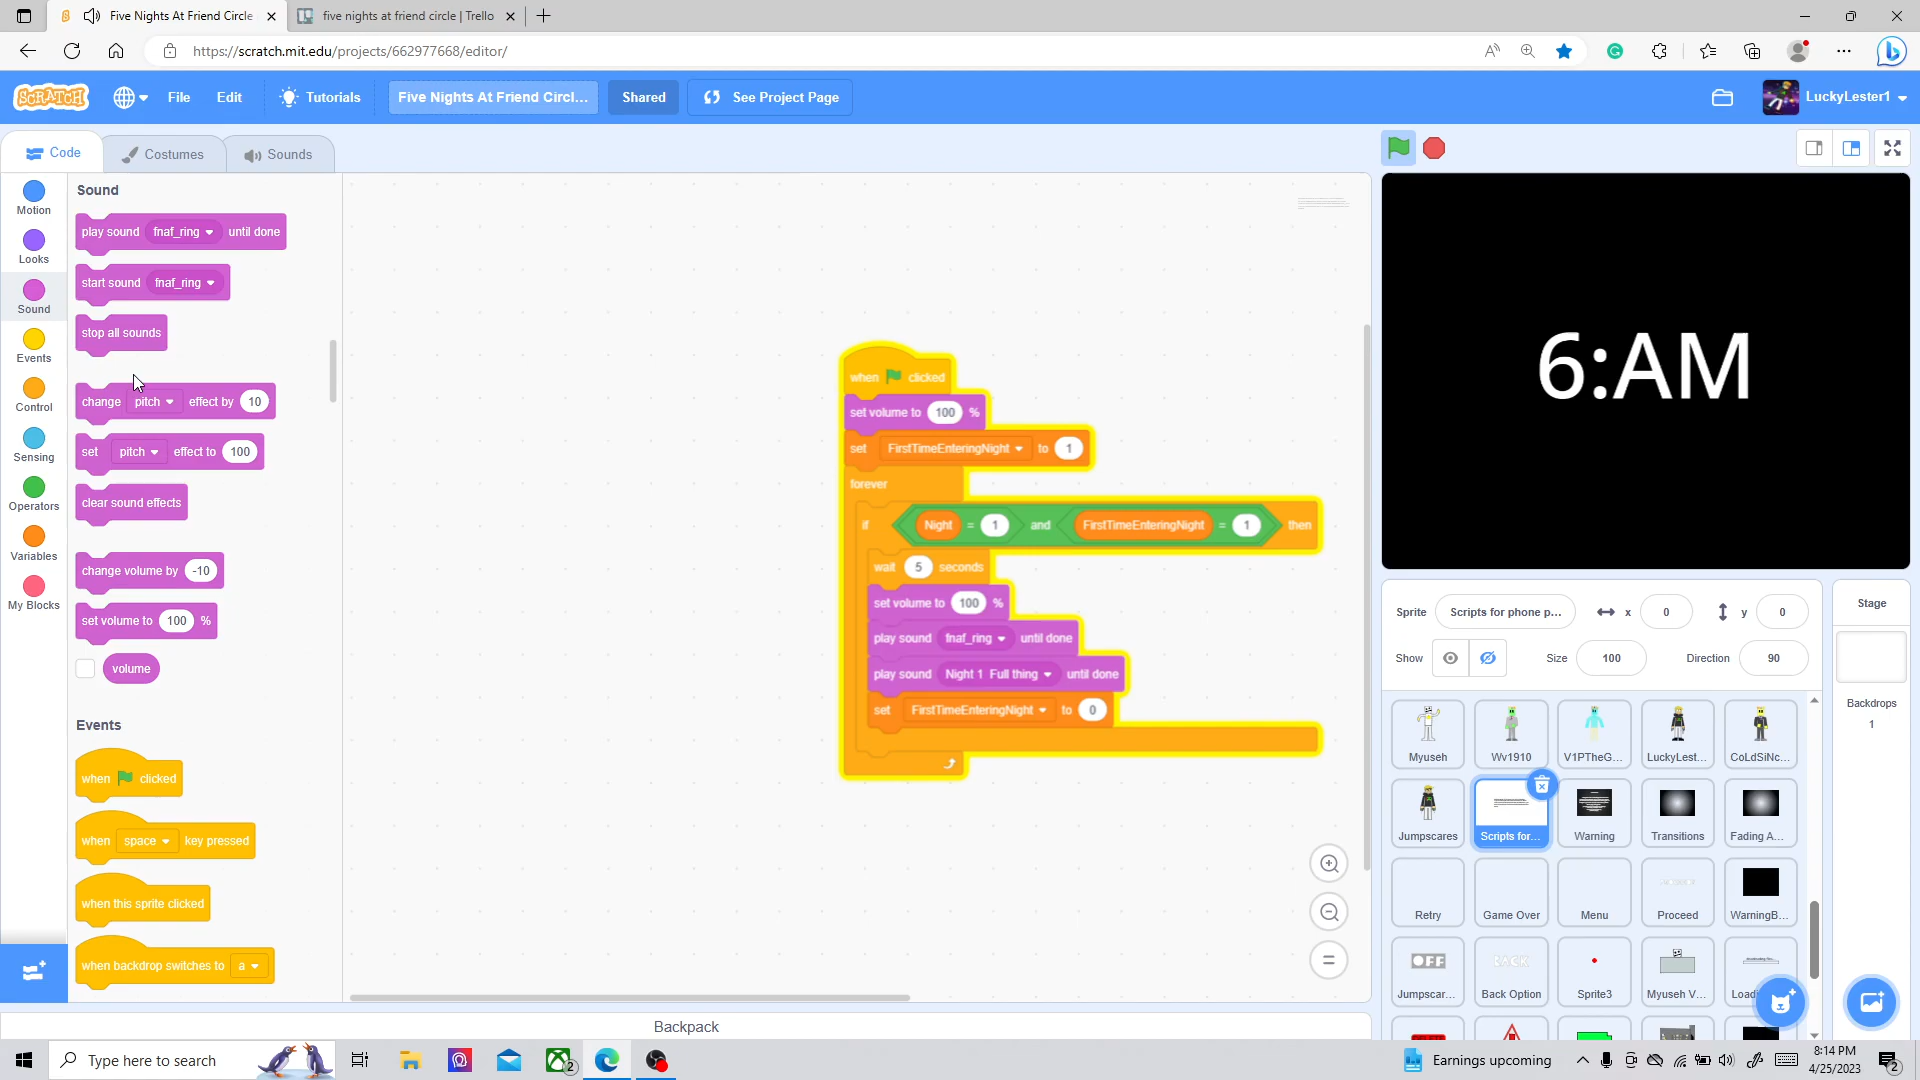 Five Nights At Friend Circle
five nights at friend circle | Trello
https://scratch.mit.edu/projects/662977668/editor/
SCRATCH
File
Edit
Tutorials
Five Nights At Friend Circl...
Shared
See Project Page
LuckyLester1
Code
Costumes
Sounds
Motion
Looks
Sound
Events
Control
Sensing
Operators
Variables
My Blocks
Sound
play sound fnaf_ring until done
start sound fnaf_ring
stop all sounds
change pitch effect by 10
set pitch effect to 100
clear sound effects
change volume by -10
set volume to 100 %
volume
Events
when clicked
when space key pressed
when this sprite clicked
when backdrop switches to a
when clicked
set volume to 100 %
set FirstTimeEnteringNight to 1
forever
if Night = 1 and FirstTimeEnteringNight = 1 then
wait 5 seconds
set volume to 100 %
play sound fnaf_ring until done
play sound Night 1 Full thing until done
set FirstTimeEnteringNight to 0
Backpack
6:AM
Sprite Scripts for phone p... x 0 y 0
Show Size 100 Direction 90
Myuseh Wv1910 V1PTheG... LuckyLest... CoLdSiNc...
Jumpscares Scripts for... Warning Transitions Fading A...
Retry Game Over Menu Proceed WarningB...
OFF BACK
Jumpscar... Back Option Sprite3 Myuseh V... Loadi
Stage
Backdrops
1
Type here to search
2
Earnings upcoming
8:14 PM
4/25/2023
2